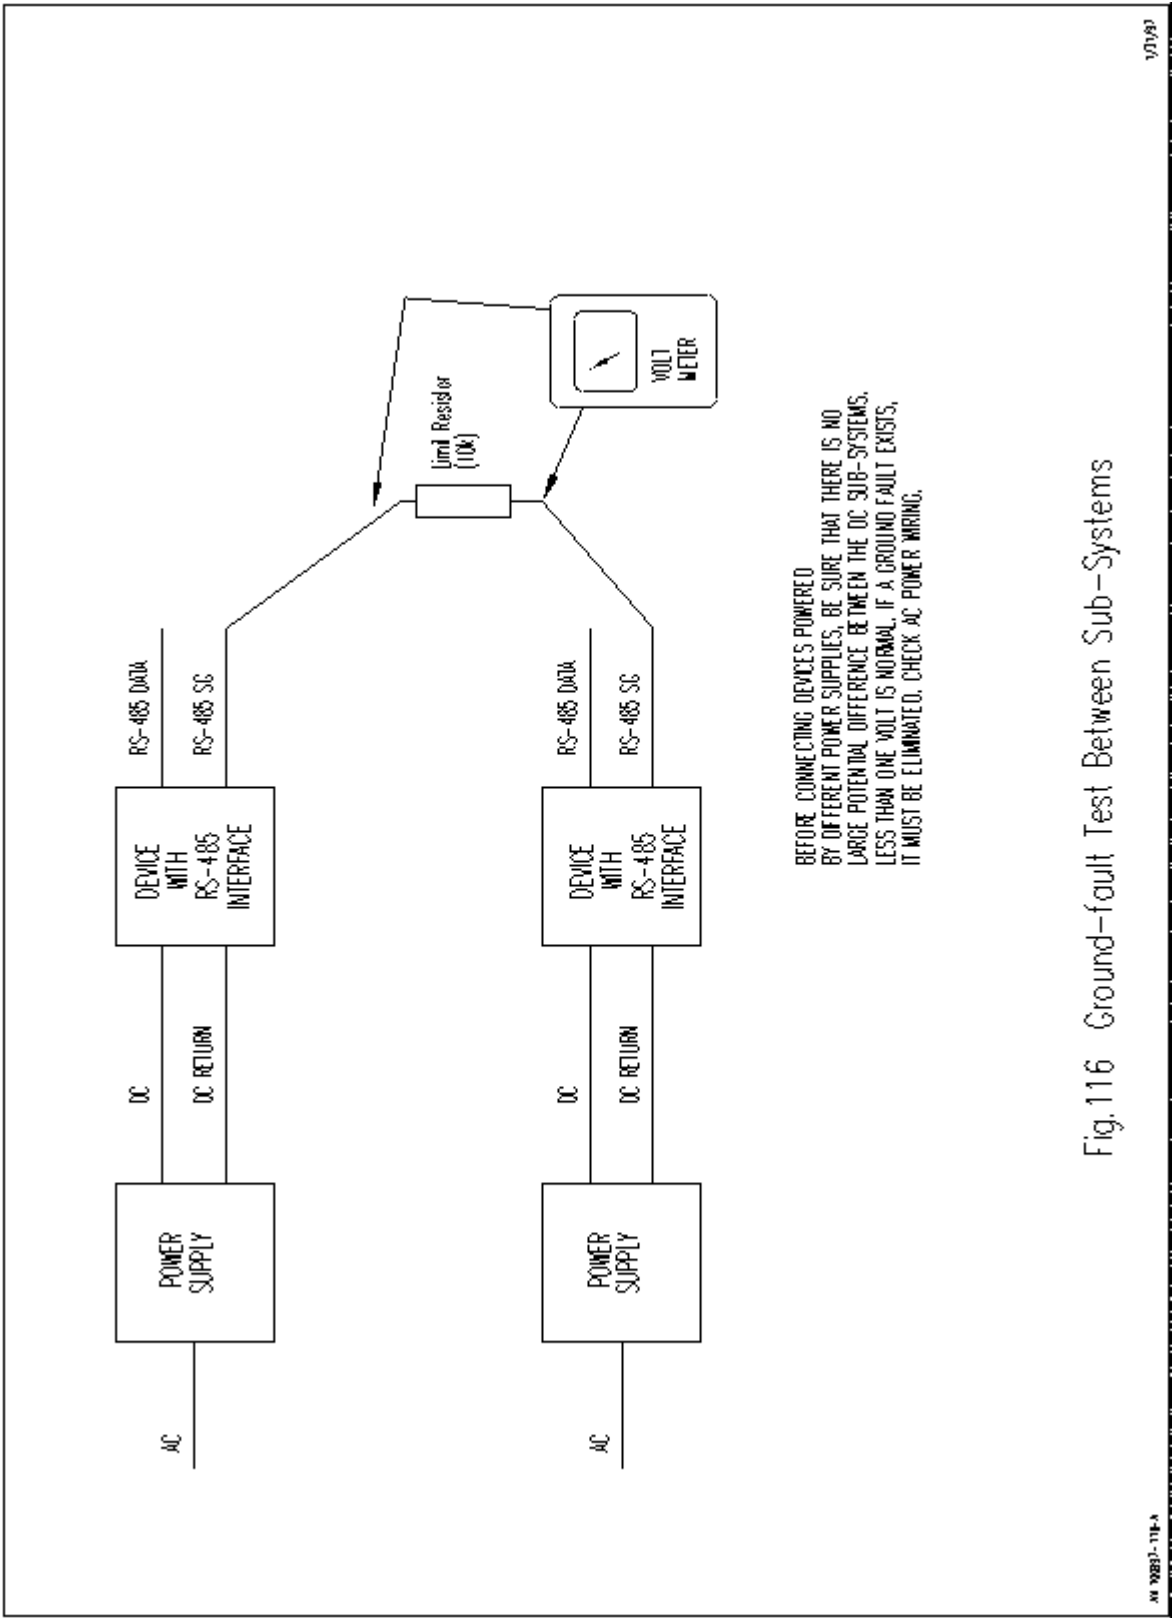 AC
POWER
SUPPLY
DC
DC RETURN
DEVICE
WITH
RS-485
INTERFACE
RS-485 DATA
RS-485 SG
Limit Resistor
(10k)
VOLT
METER
AC
POWER
SUPPLY
DC
DC RETURN
DEVICE
WITH
RS-485
INTERFACE
RS-485 DATA
RS-485 SG
BEFORE CONNECTING DEVICES POWERED
BY DIFFERENT POWER SUPPLIES, BE SURE THAT THERE IS NO
LARGE POTENTIAL DIFFERENCE BETWEEN THE DC SUB-SYSTEMS.
LESS THAN ONE VOLT IS NORMAL. IF A GROUND FAULT EXISTS,
IT MUST BE ELIMINATED. CHECK AC POWER WIRING.
Fig.116 Ground-fault Test Between Sub-Systems